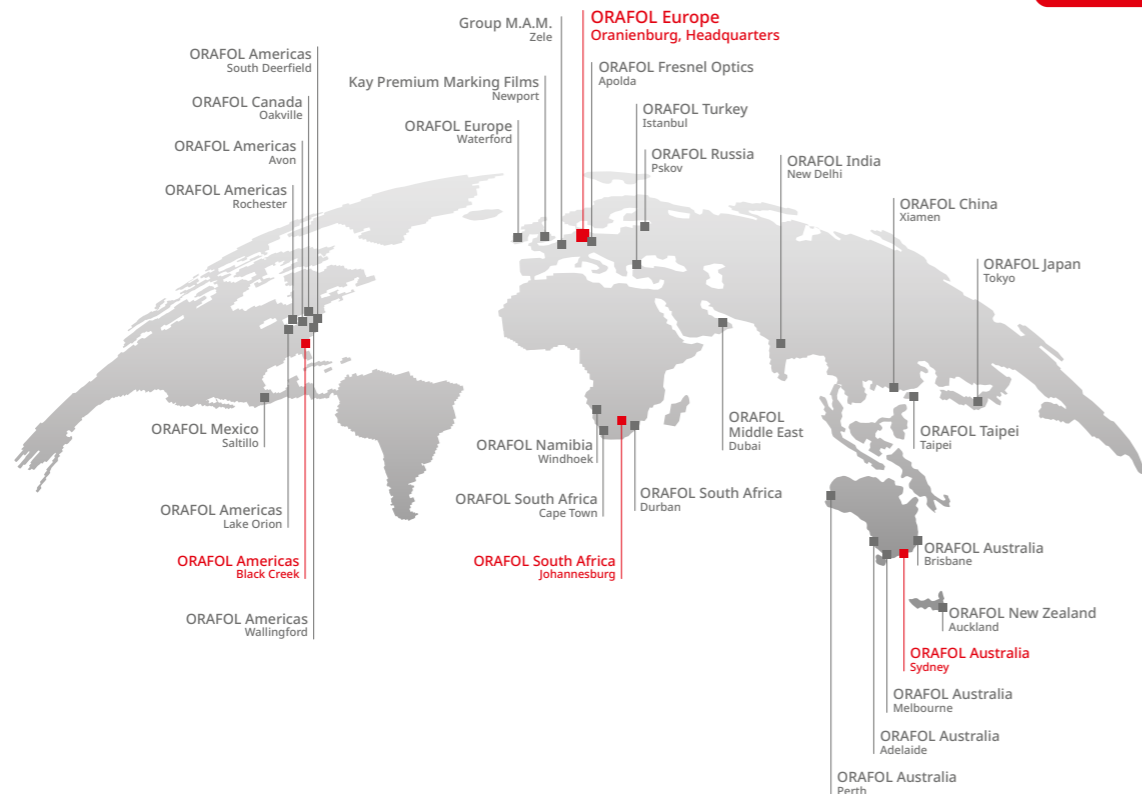 Group M.A.M.
Zele
ORAFOL Europe
Oranienburg, Headquarters
ORAFOL Americas
South Deerfield
ORAFOL Fresnel Optics
Apolda
Kay Premium Marking Films
Newport
ORAFOL Canada
Oakville
ORAFOL Turkey
Istanbul
ORAFOL Europe
Waterford
ORAFOL Americas
Avon
ORAFOL Russia
Pskov
ORAFOL India
New Delhi
ORAFOL Americas
Rochester
ORAFOL China
Xiamen
ORAFOL Japan
Tokyo
ORAFOL Mexico
Saltillo
ORAFOL Namibia
Windhoek
ORAFOL
Middle East
Dubai
ORAFOL Taipei
Taipei
ORAFOL Americas
Lake Orion
ORAFOL South Africa
Cape Town
ORAFOL South Africa
Durban
ORAFOL Americas
Black Creek
ORAFOL South Africa
Johannesburg
ORAFOL Australia
Brisbane
ORAFOL Americas
Wallingford
ORAFOL New Zealand
Auckland
ORAFOL Australia
Sydney
ORAFOL Australia
Melbourne
ORAFOL Australia
Adelaide
ORAFOL Australia
Perth